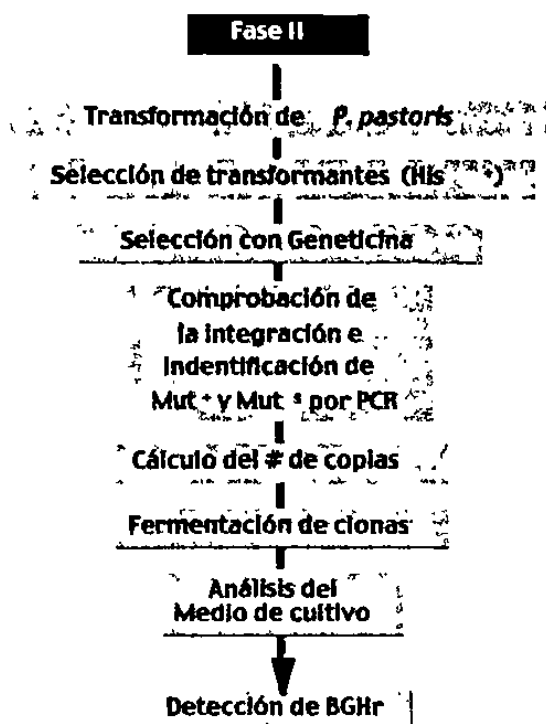 Fase II
Transformación de P. pastoris
Selección de transformantes (His +)
Selección con Geneticina
Comprobación de
la integración e
indentificación de
Mut + y Mut s por PCR
Cálculo del # de copias
Fermentación de clonas
Análisis del
Medio de cultivo
Detección de BGHr